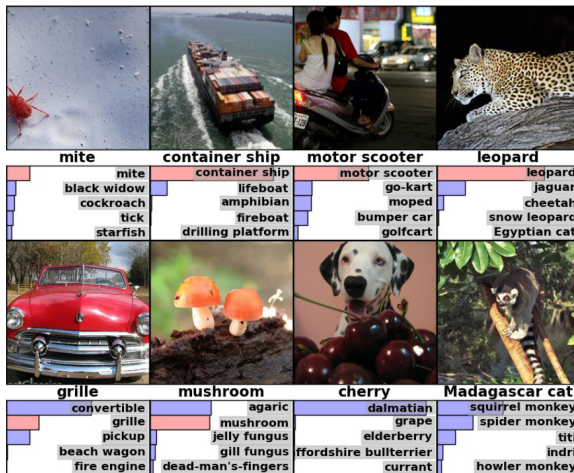 mite
container ship
motor scooter
leopard
mite
black widow
cockroach
tick
starfish
container ship
lifeboat
amphibian
fireboat
drilling platform
motor scooter
go-kart
moped
bumper car
golfcart
leopard
jaguar
cheetah
snow leopard
Egyptian cat
grille
mushroom
cherry
Madagascar cat
convertible
grille
pickup
beach wagon
fire engine
agaric
mushroom
jelly fungus
gill fungus
dead-man's-fingers
dalmatian
grape
elderberry
ffordshire bullterrier
currant
squirrel monkey
spider monkey
titi
indri
howler monkey